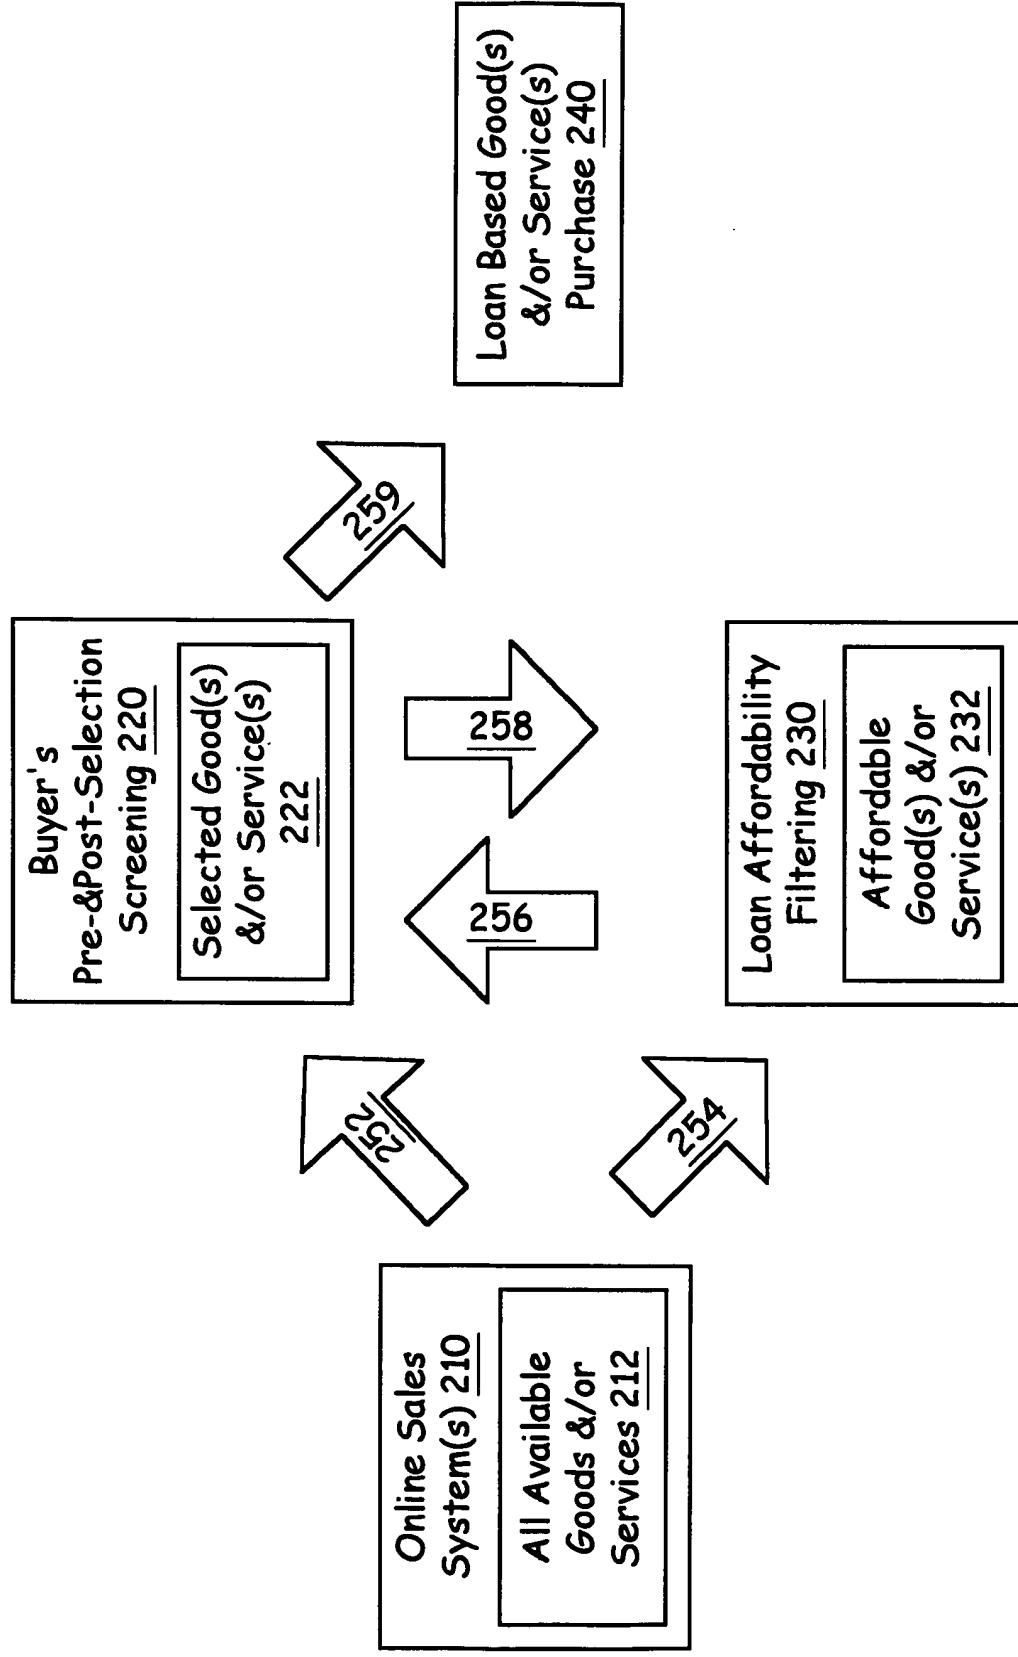 Online Sales
System(s) 210
All Available
Goods &/or
Services 212
252
254
Buyer's
Pre-&Post-Selection
Screening 220
Selected Good(s)
&/or Service(s)
222
256
258
Loan Affordability
Filtering 230
Affordable
Good(s) &/or
Service(s) 232
259
Loan Based Good(s)
&/or Service(s)
Purchase 240